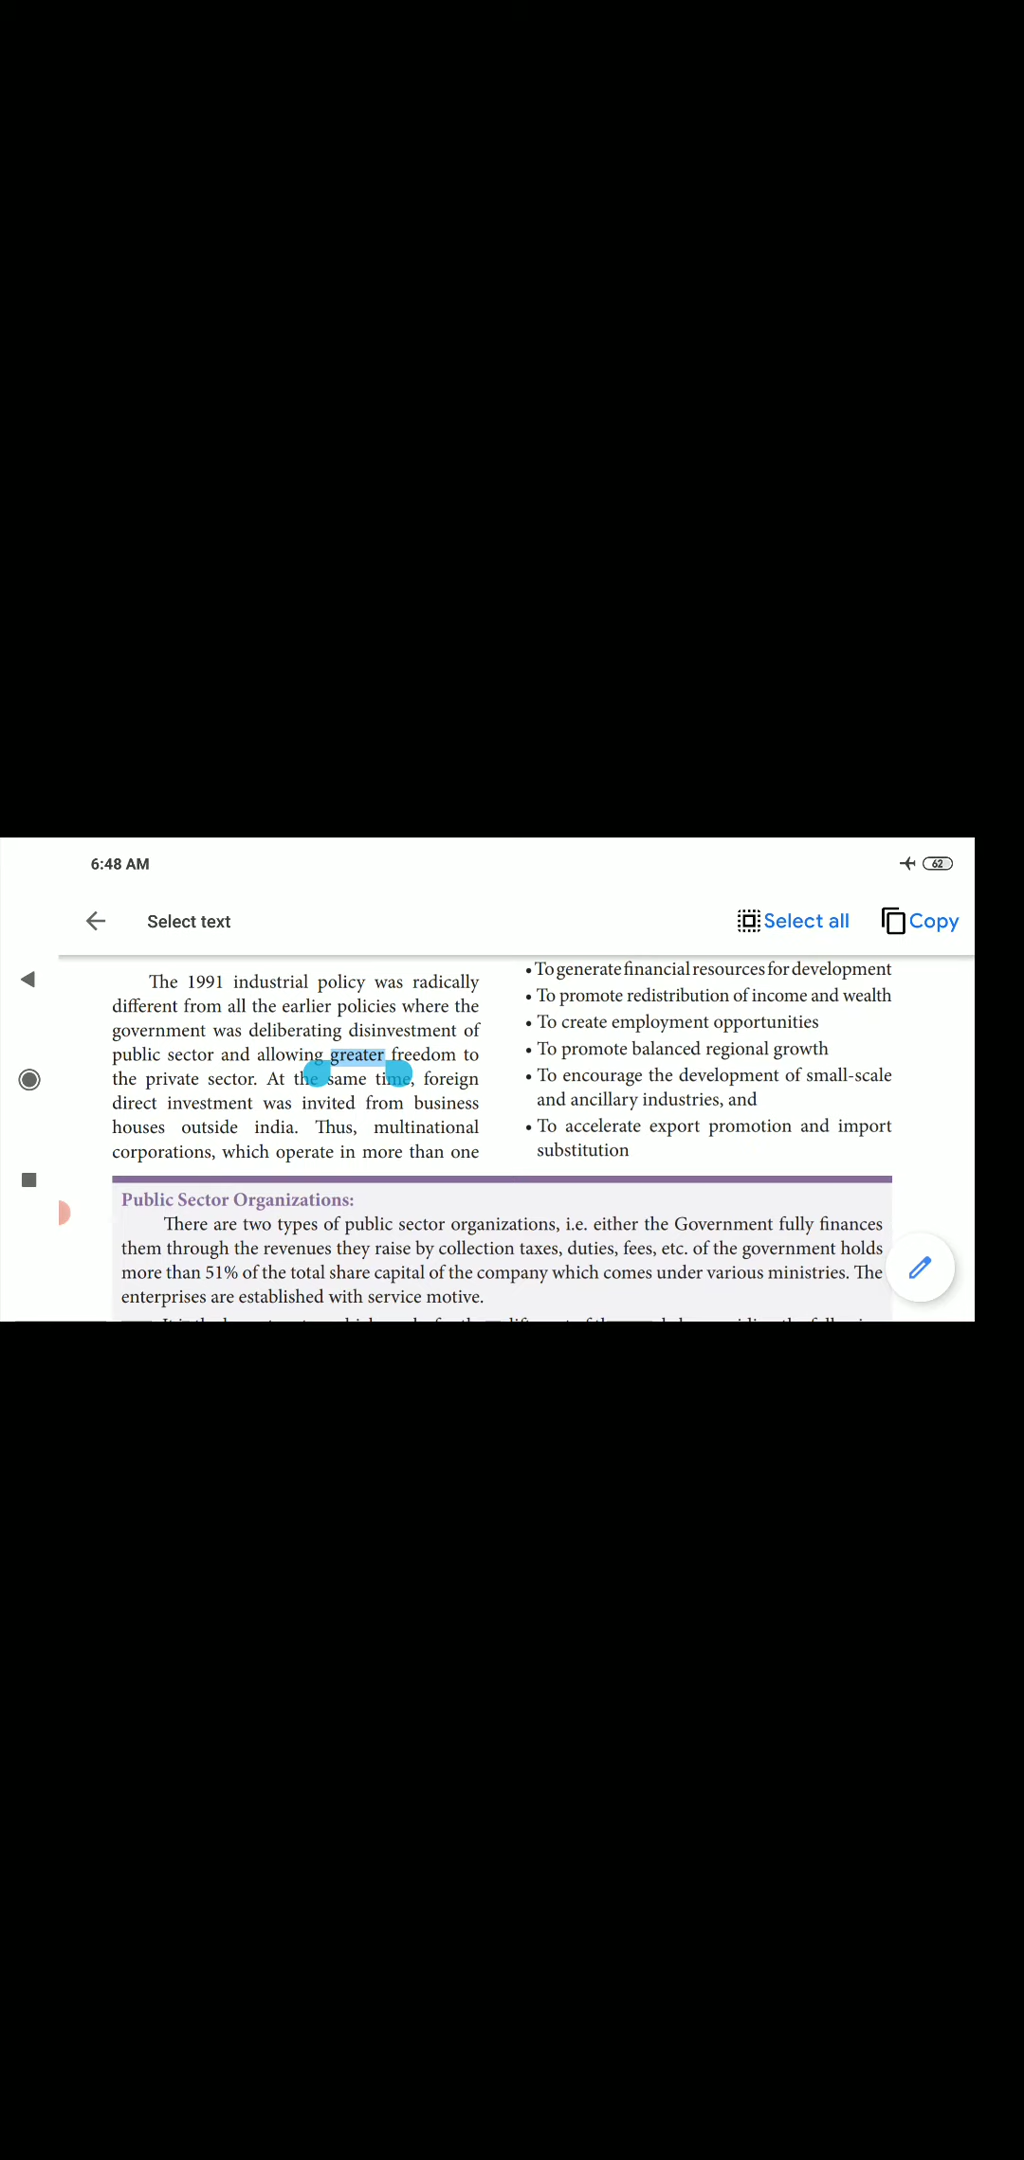 6:48 AM
62
Select text
Select all
Copy
The 1991 industrial policy was radically
different from all the earlier policies where the
government was deliberating disinvestment of
public sector and allowing greater freedom to
the private sector. At the same time, foreign
direct investment was invited from business
houses outside india. Thus, multinational
corporations, which operate in more than one
• To generate financial resources for development
• To promote redistribution of income and wealth
• To create employment opportunities
• To promote balanced regional growth
• To encourage the development of small-scale
and ancillary industries, and
• To accelerate export promotion and import
substitution
Public Sector Organizations:
There are two types of public sector organizations, i.e. either the Government fully finances
them through the revenues they raise by collection taxes, duties, fees, etc. of the government holds
more than 51% of the total share capital of the company which comes under various ministries. The
enterprises are established with service motive.